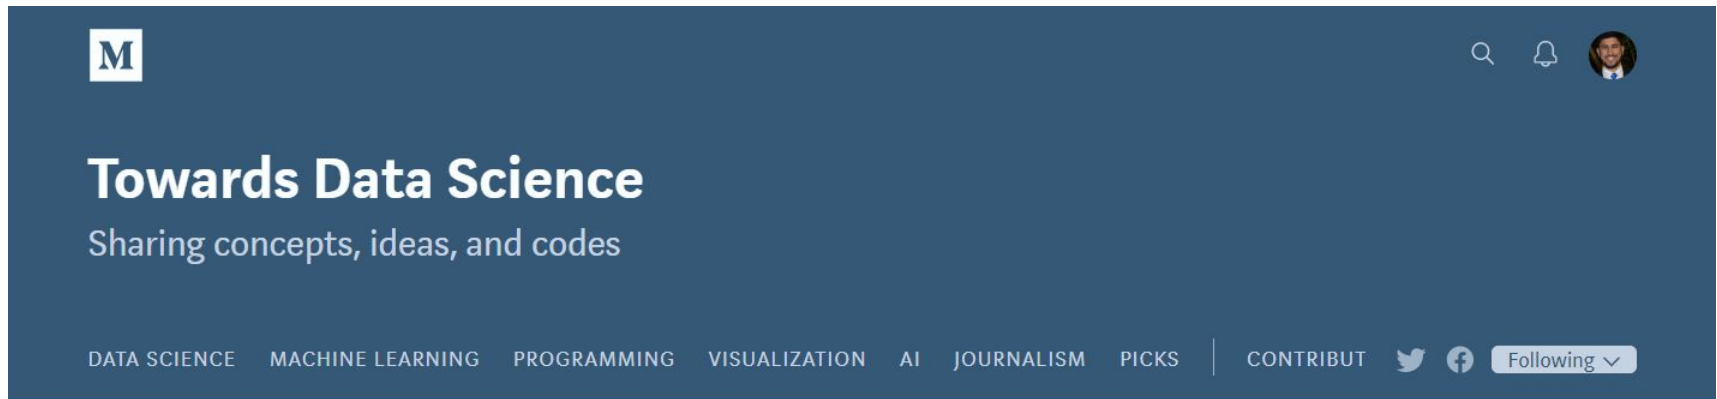 M
Towards Data Science
Sharing concepts, ideas, and codes
DATA SCIENCE MACHINE LEARNING PROGRAMMING VISUALIZATION AI JOURNALISM PICKS CONTRIBUT Following